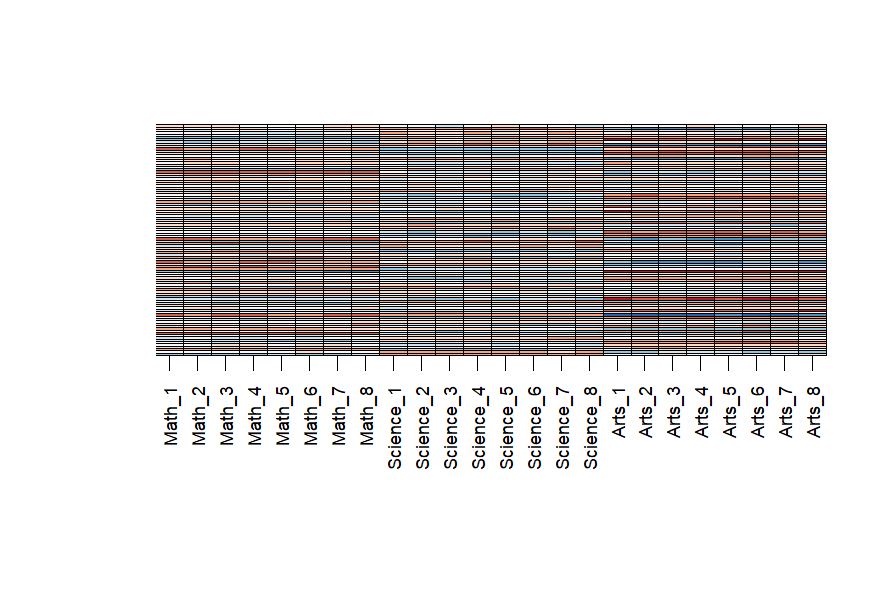 Math_1
Math_2
Math_3
Math_4
Math_5
Math_6
Math_7
Math_8
Science_1
Science_2
Science_3
Science_4
Science_5
Science_6
Science_7
Science_8
Arts_1
Arts_2
Arts_3
Arts_4
Arts_5
Arts_6
Arts_7
Arts_8